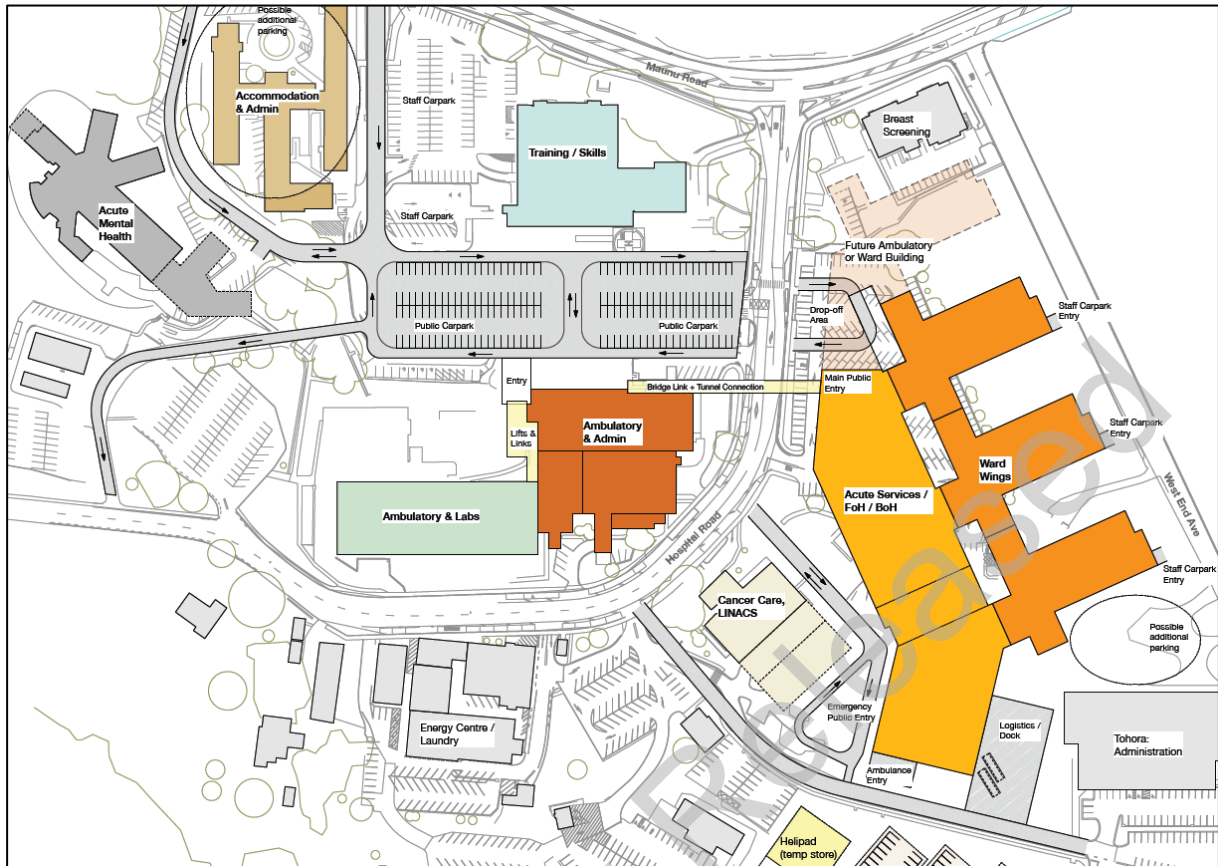 Possible
additional
parking
Maunu Road
Staff Carpark
Accommodation
& Admin
Breast
Screening
Training / Skills
Acute
Mental
Health
Staff Carpark
Future Ambulatory
or Ward Building
Drop-off
Area
Staff Carpark
Entry
Public Carpark
Public Carpark
Entry
Bridge Link + Tunnel Connection
Main Public
Entry
Lifts &
Links
Ambulatory
& Admin
Staff Carpark
Entry
Ward
Wings
West End Ave
Acute Services /
FoH / BoH
Ambulatory & Labs
Hospital Road
Staff Carpark
Entry
Cancer Care,
LINACS
Possible
additional
parking
Emergency
Public Entry
Logistics /
Dock
Energy Centre /
Laundry
Tohora:
Administration
Ambulance
Entry
Helipad
(temp store)
Released